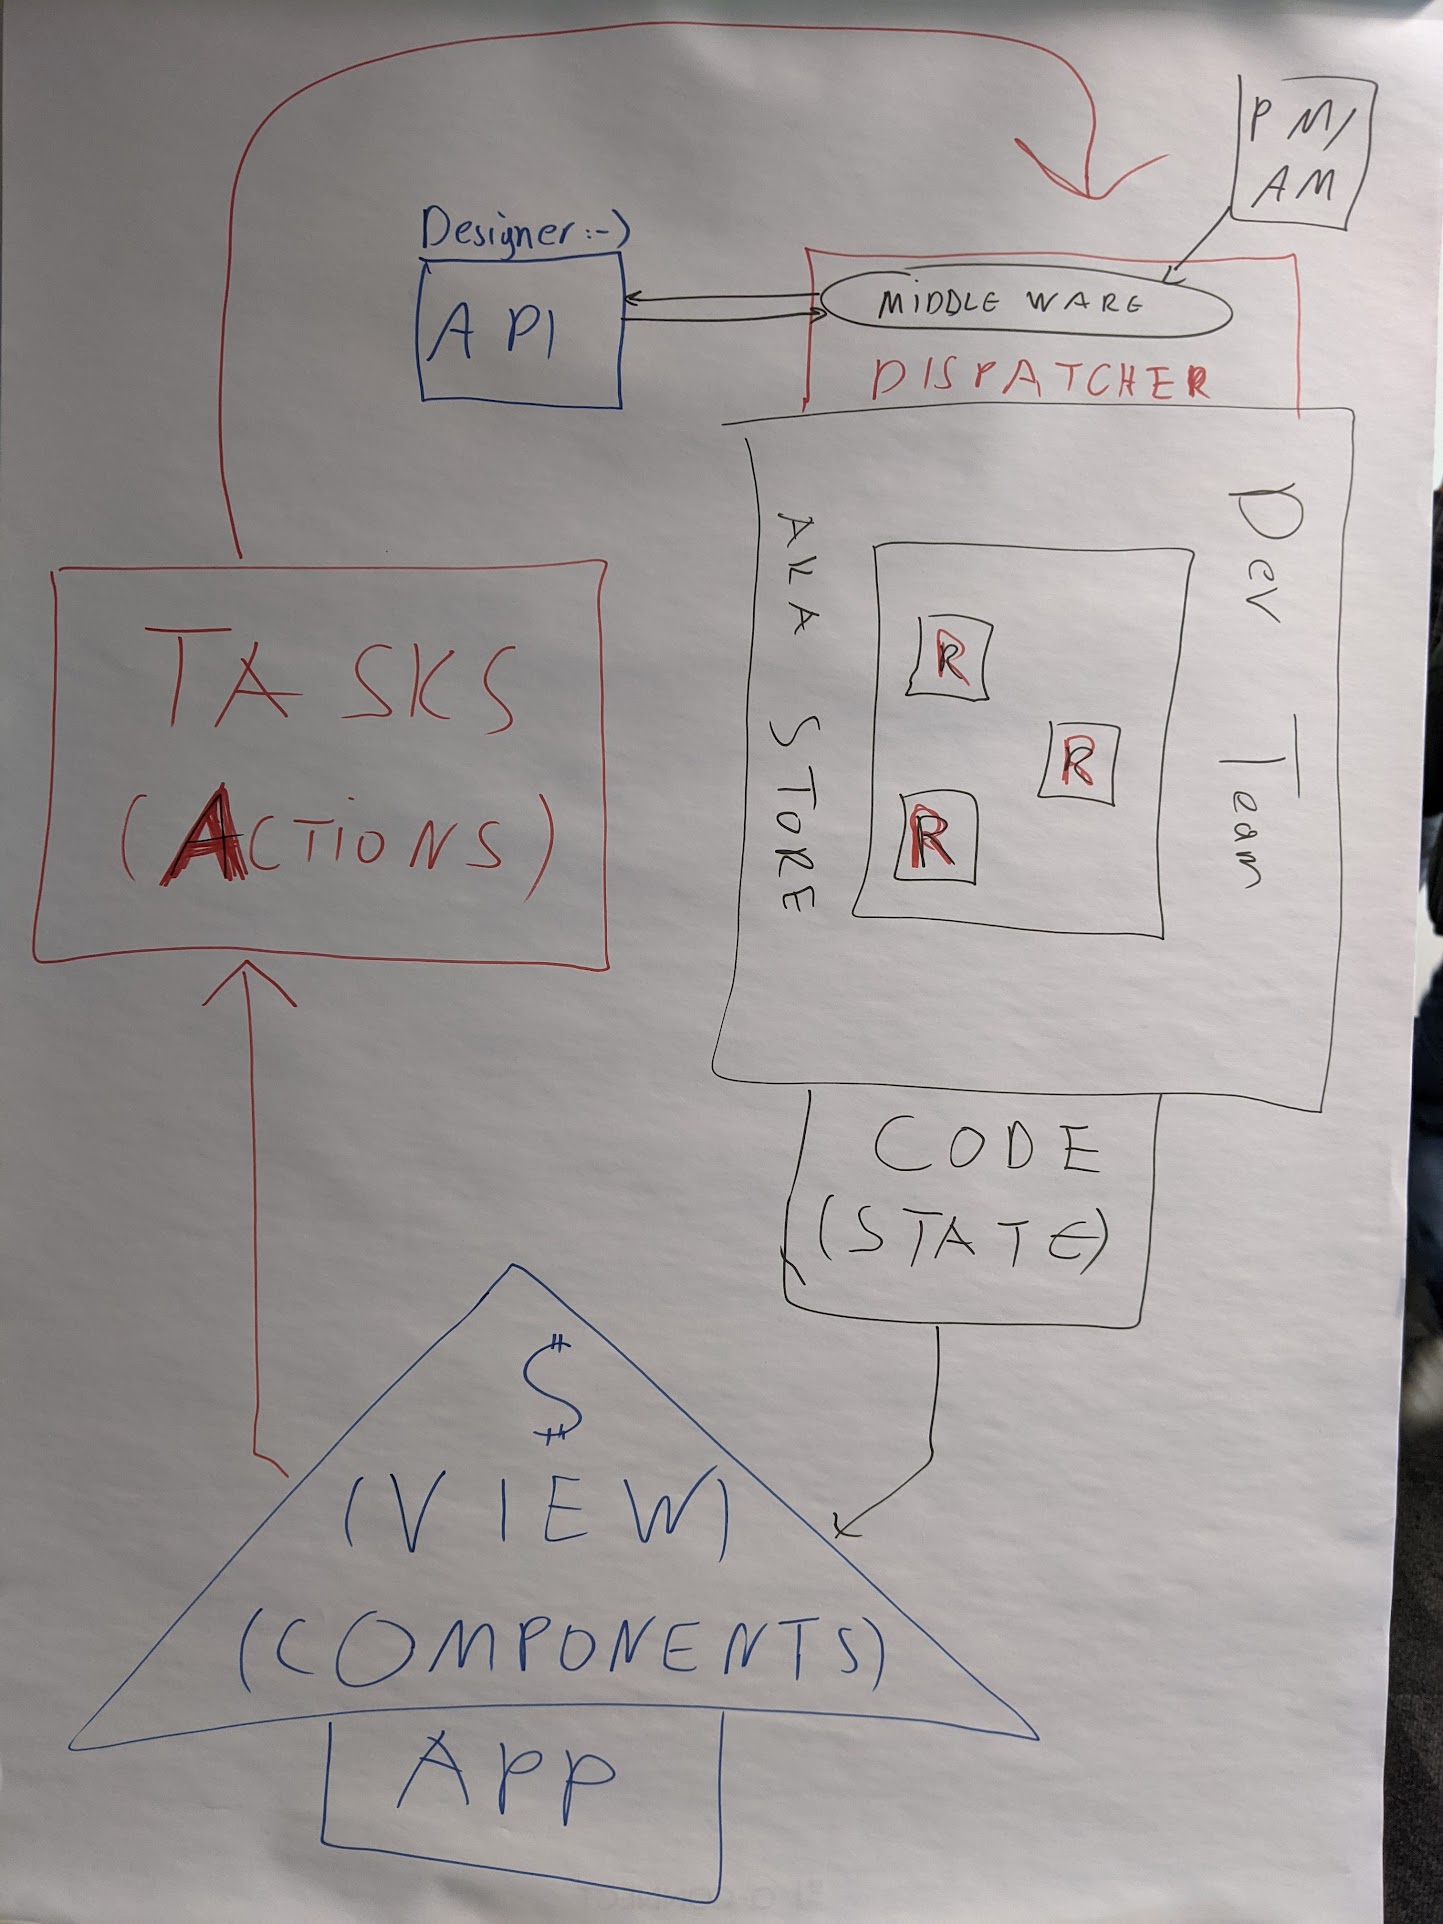 PM/
AM
Designer :-)
API
MiDDLE WARE
DISPATCHER
TASKS
(ACTiONS)
AKA STORE
R
R
R
Dev Team
CODE
(STATE)
$
(VIEW)
(COMPONENTS)
APP